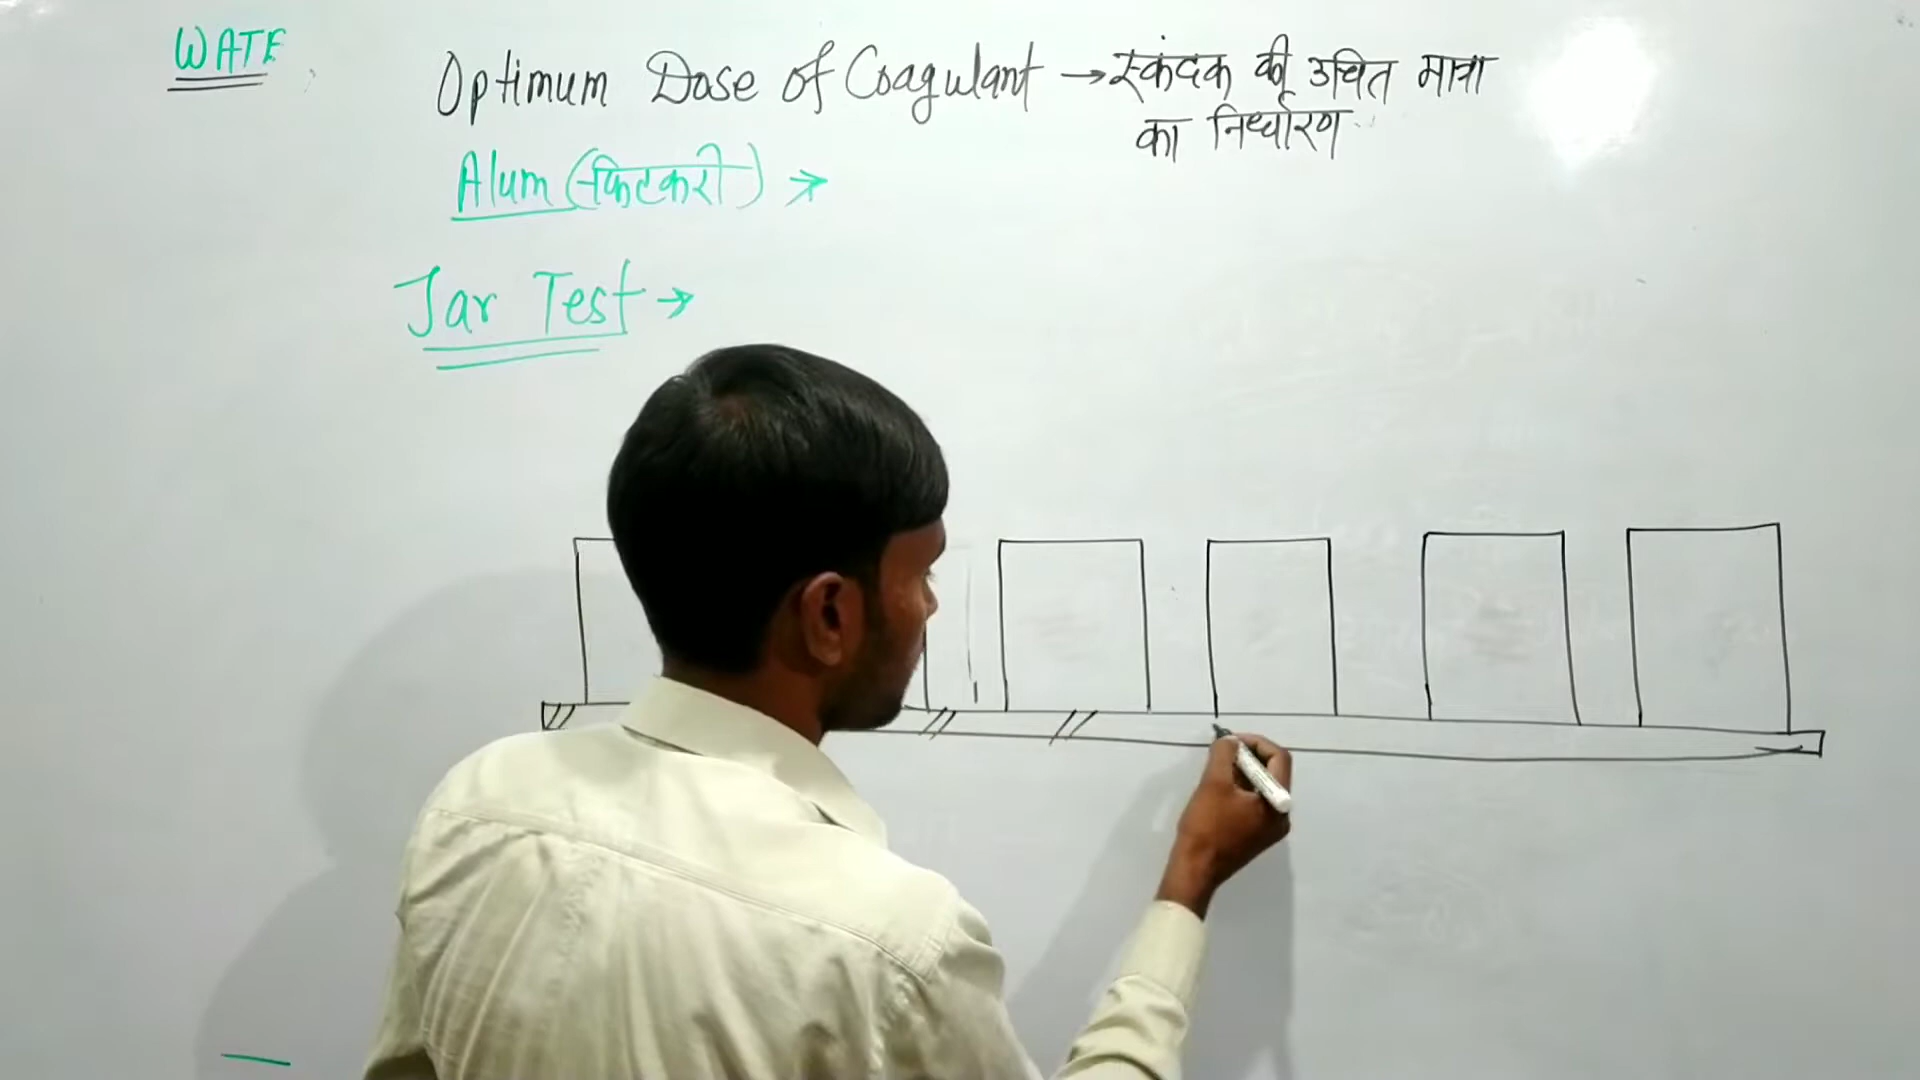 WATE
Optimum Dose of Coagulant → स्कंदक की उचित मात्रा
का निर्धारण
Alum (फिटकरी) →
Jar Test →